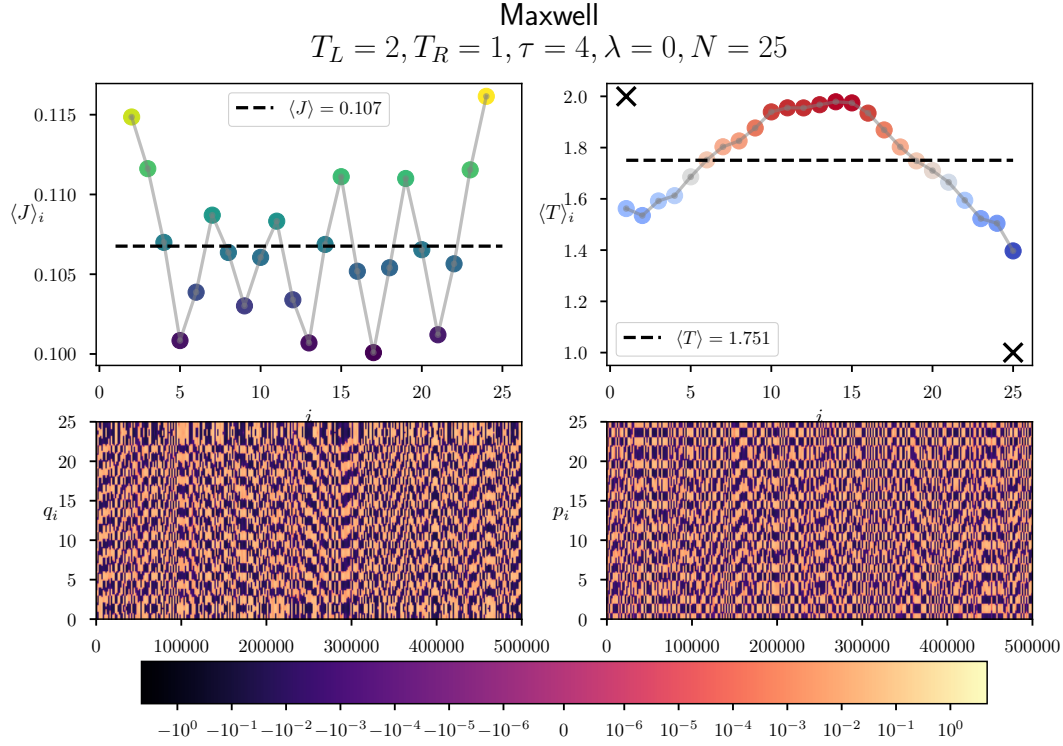 Maxwell
T_L = 2, T_R = 1, τ = 4, λ = 0, N = 25
0.115
0.110
⟨J⟩_i
0.105
0.100
⟨J⟩ = 0.107
0 5 10 15 20 25
i
2.0
1.8
1.6
⟨T⟩_i
1.4
1.2
1.0
⟨T⟩ = 1.751
0 5 10 15 20 25
i
25
20
15
q_i
10
5
0
0 100000 200000 300000 400000 500000
25
20
15
p_i
10
5
0
0 100000 200000 300000 400000 500000
−10⁰ −10⁻¹ −10⁻² −10⁻³ −10⁻⁴ −10⁻⁵ −10⁻⁶ 0 10⁻⁶ 10⁻⁵ 10⁻⁴ 10⁻³ 10⁻² 10⁻¹ 10⁰